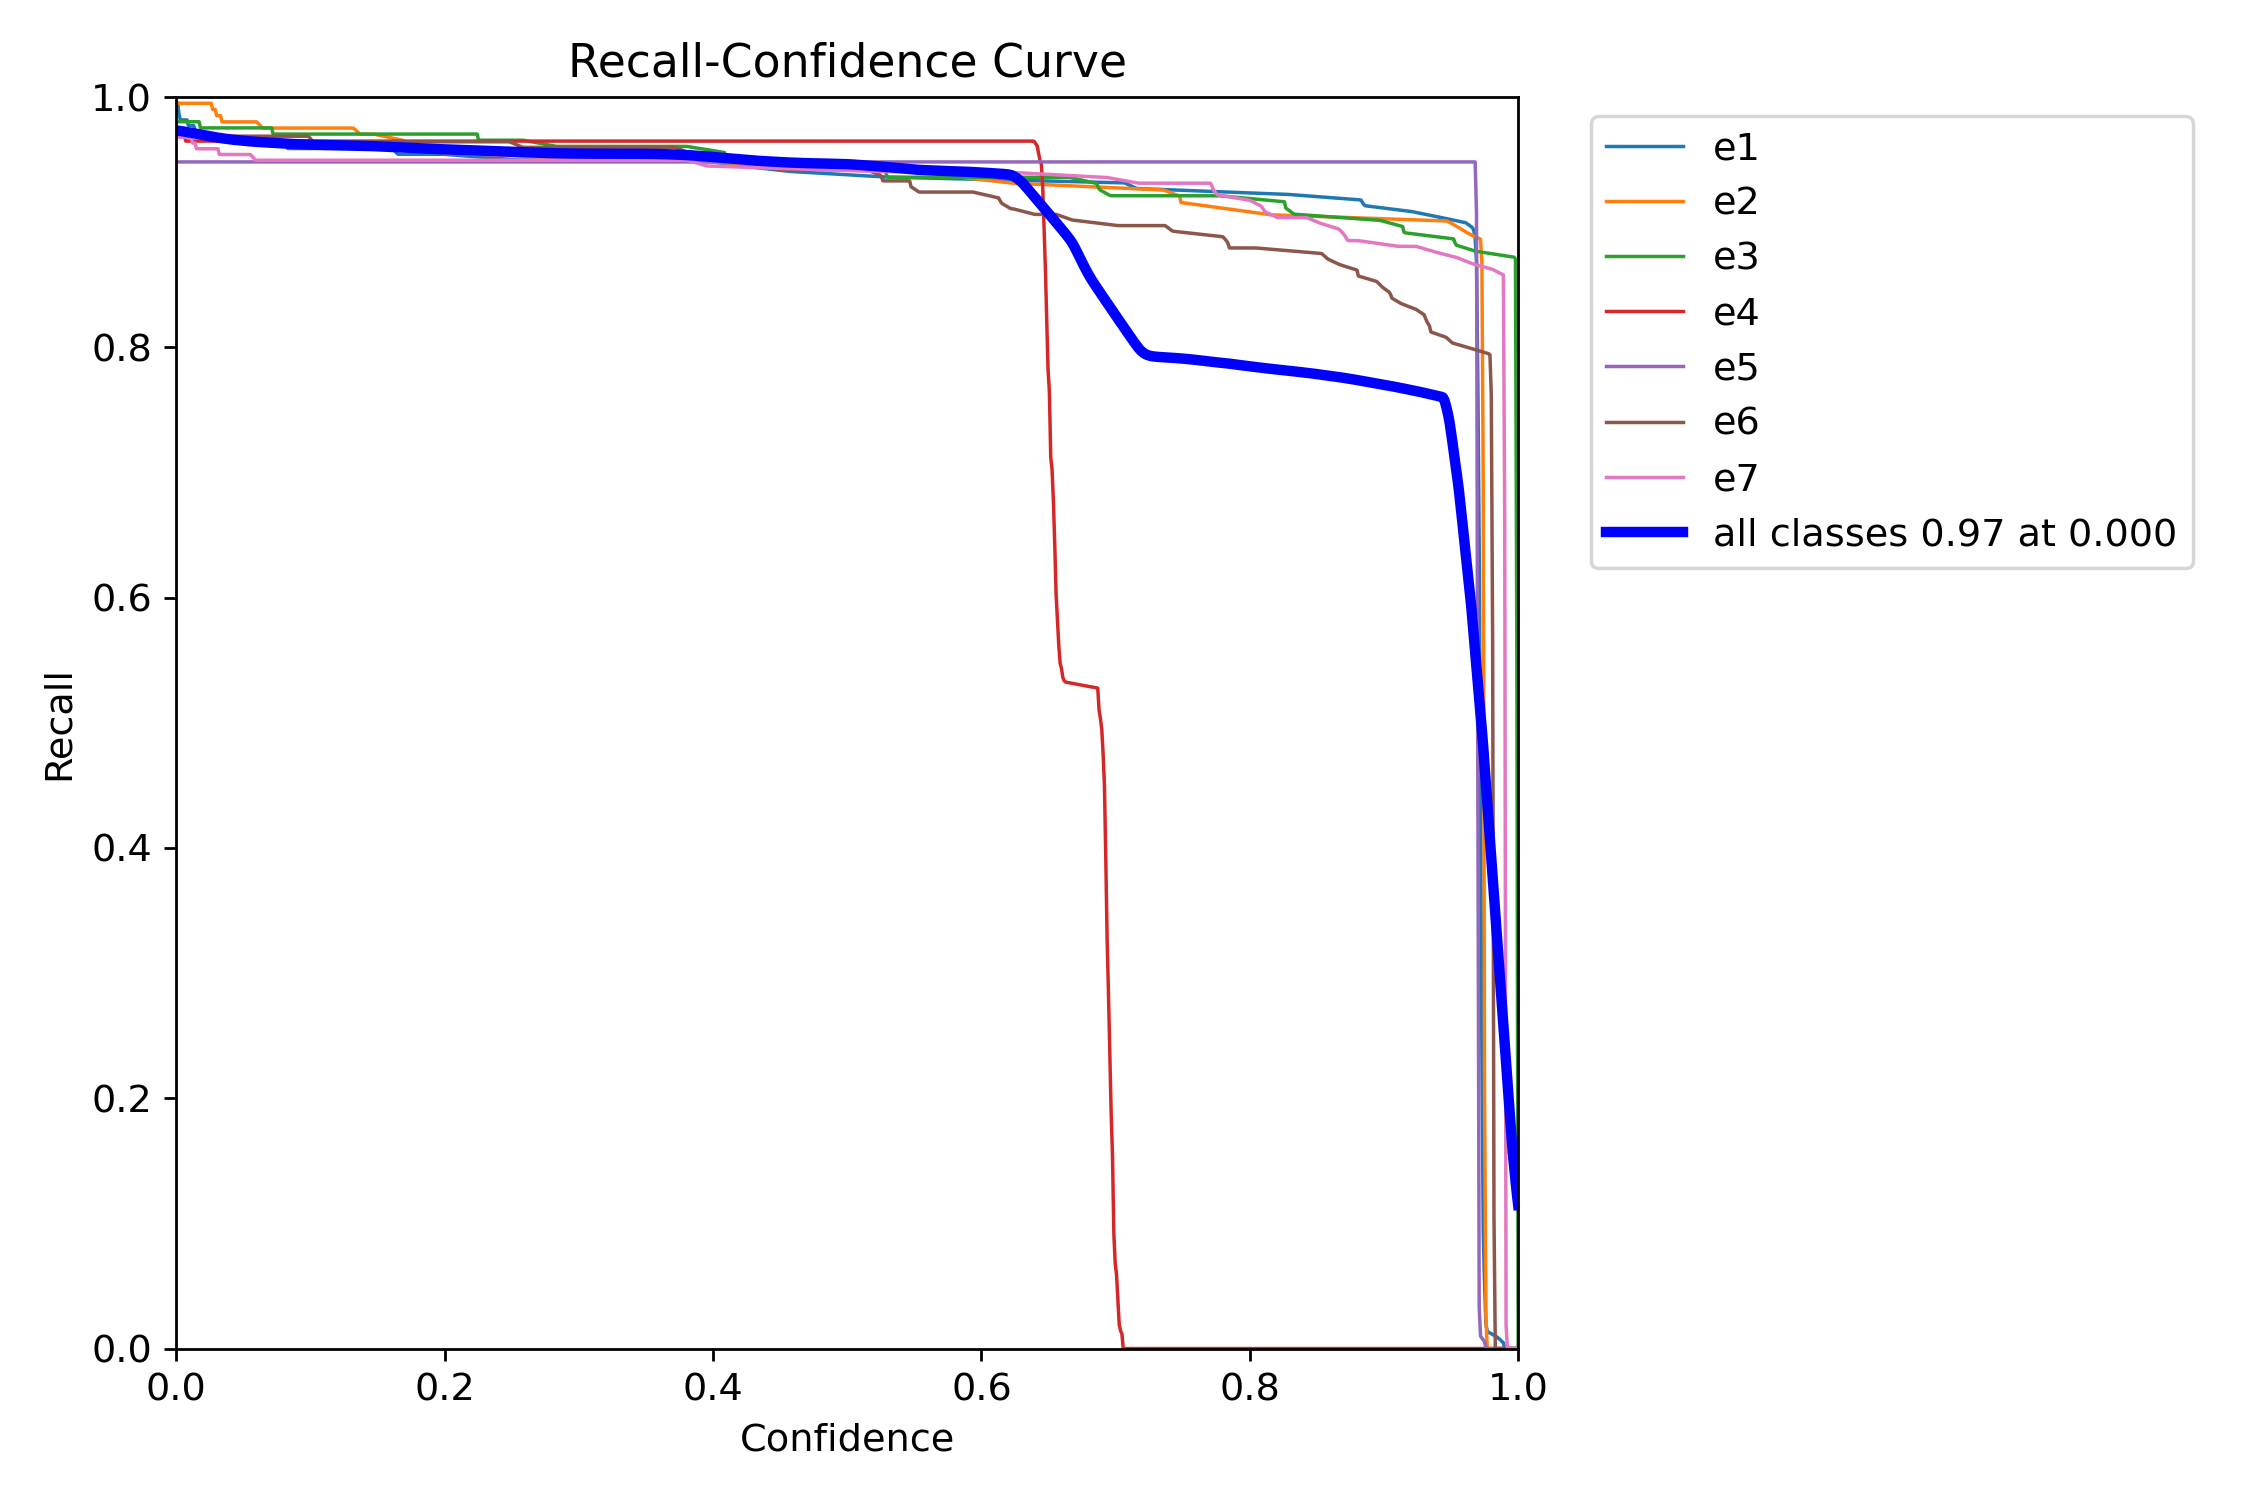 Recall-Confidence Curve
1.0
0.8
0.6
0.4
0.2
0.0
Recall
0.0 0.2 0.4 0.6 0.8 1.0
Confidence
e1
e2
e3
e4
e5
e6
e7
all classes 0.97 at 0.000